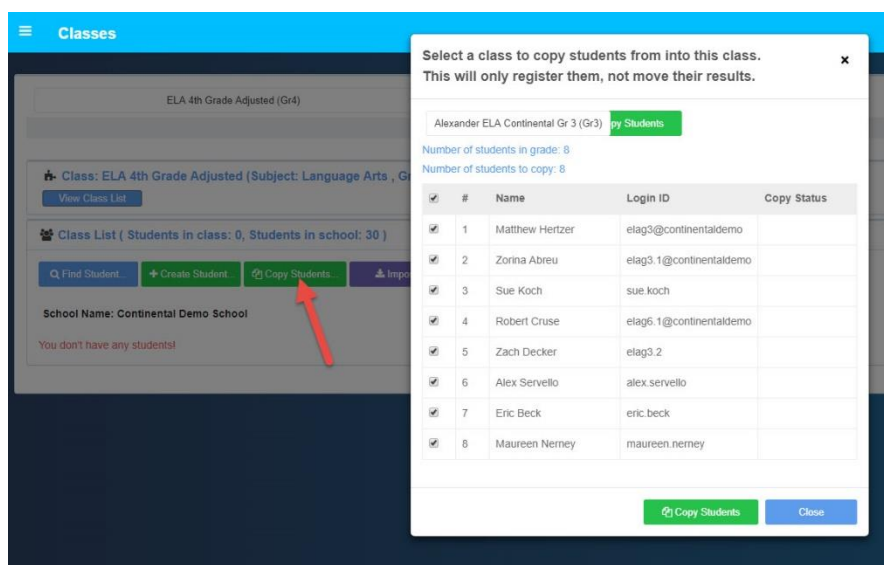 Classes
ELA 4th Grade Adjusted (Gr4)
Class: ELA 4th Grade Adjusted (Subject: Language Arts , Gr
View Class List
Class List ( Students in class: 0, Students in school: 30 )
Find Student... Create Student... Copy Students... Impor
School Name: Continental Demo School
You don't have any students!
Select a class to copy students from into this class.
This will only register them, not move their results.
×
Alexander ELA Continental Gr 3 (Gr3) py Students
Number of students in grade: 8
Number of students to copy: 8
# Name Login ID Copy Status
1 Matthew Hertzer elag3@continentaldemo
2 Zorina Abreu elag3.1@continentaldemo
3 Sue Koch sue.koch
4 Robert Cruse elag6.1@continentaldemo
5 Zach Decker elag3.2
6 Alex Servello alex.servello
7 Eric Beck eric.beck
8 Maureen Nerney maureen.nerney
Copy Students Close